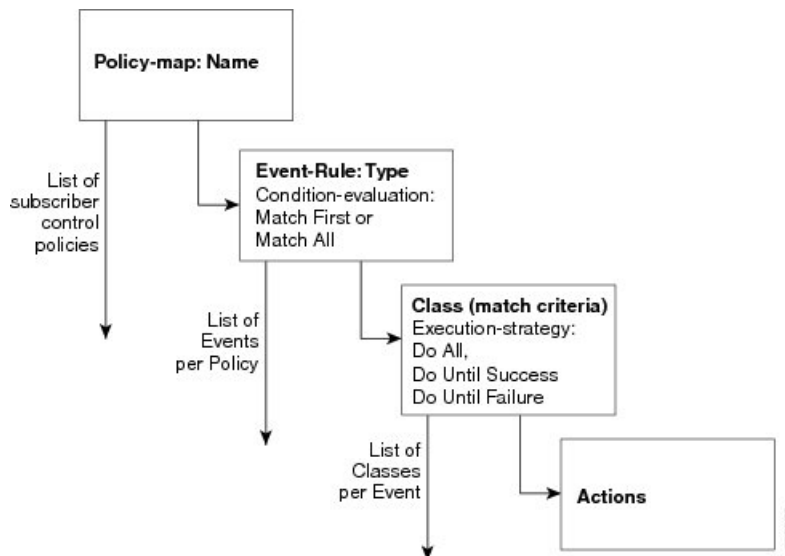 Policy-map: Name
List of
subscriber
control
policies
Event-Rule: Type
Condition-evaluation:
Match First or
Match All
List of
Events
per Policy
Class (match criteria)
Execution-strategy:
Do All,
Do Until Success
Do Until Failure
List of
Classes
per Event
Actions